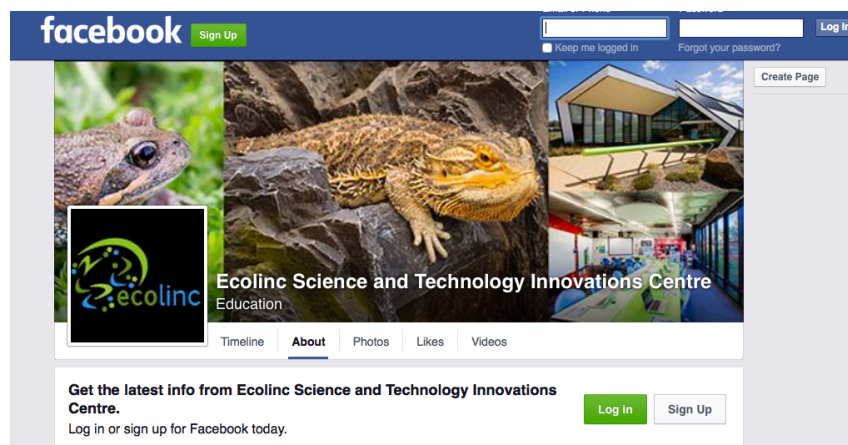 facebook
Sign Up
Log In
Keep me logged in
Forgot your password?
Create Page
ecolinc
Ecolinc Science and Technology Innovations Centre
Education
Timeline About Photos Likes Videos
Get the latest info from Ecolinc Science and Technology Innovations
Centre.
Log in or sign up for Facebook today.
Log in
Sign Up